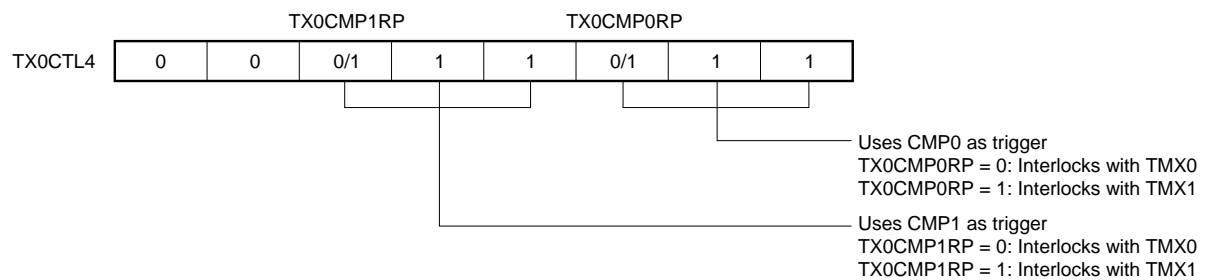 TX0CMP1RP TX0CMP0RP
TX0CTL4 0 0 0/1 1 1 0/1 1 1
Uses CMP0 as trigger
TX0CMP0RP = 0: Interlocks with TMX0
TX0CMP0RP = 1: Interlocks with TMX1
Uses CMP1 as trigger
TX0CMP1RP = 0: Interlocks with TMX0
TX0CMP1RP = 1: Interlocks with TMX1